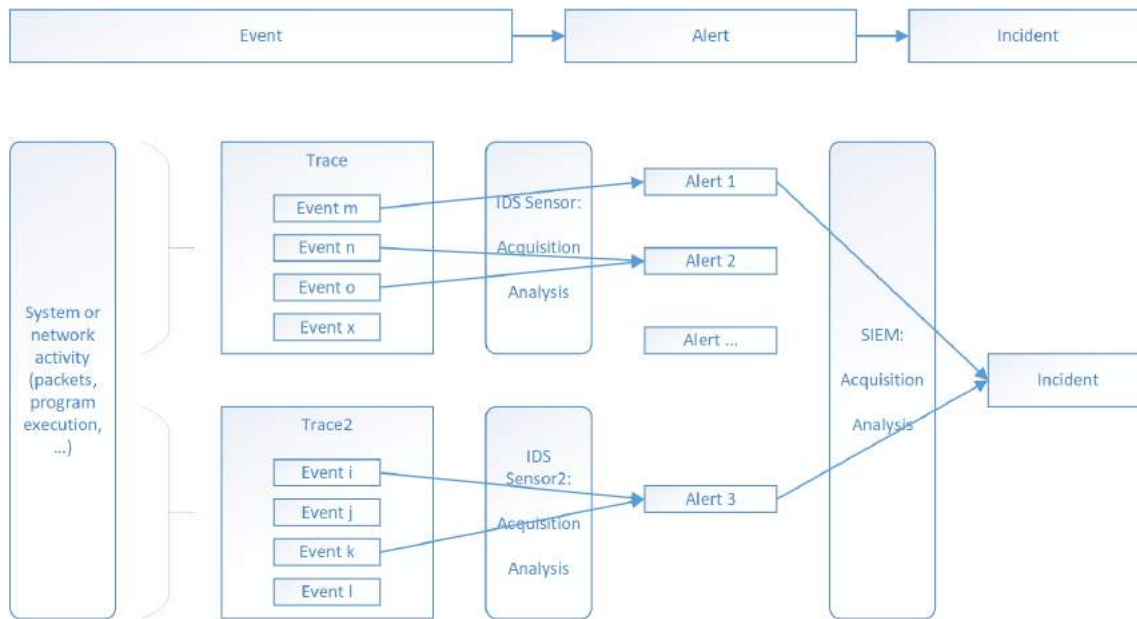 Event
Alert
Incident
System or
network
activity
(packets,
program
execution,
...)
Trace
Event m
Event n
Event o
Event x
IDS Sensor:
Acquisition
Analysis
Alert 1
Alert 2
Alert ...
SIEM:
Acquisition
Analysis
Incident
Trace2
Event i
Event j
Event k
Event l
IDS
Sensor2:
Acquisition
Analysis
Alert 3